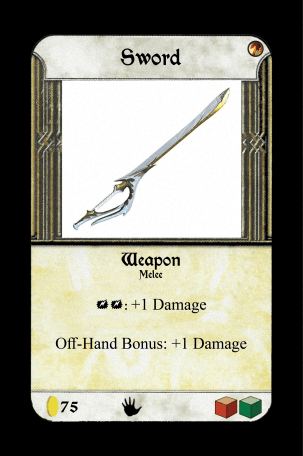 Sword
Weapon
Melee
: +1 Damage
Off-Hand Bonus: +1 Damage
75